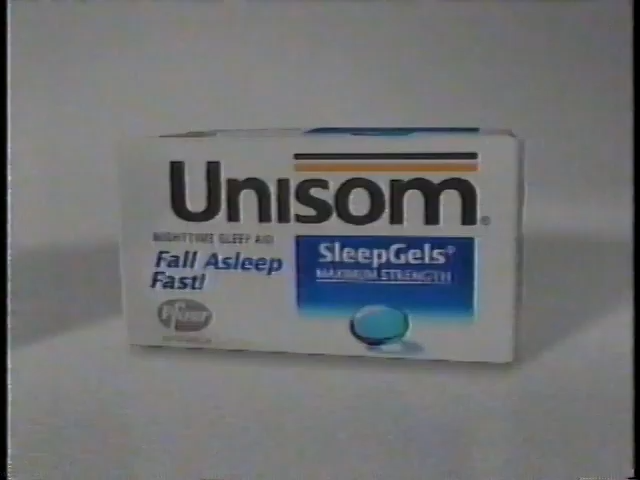 Unisom®
NIGHTTIME SLEEP AID
Fall Asleep
Fast!
SleepGels®
MAXIMUM STRENGTH
Pfizer